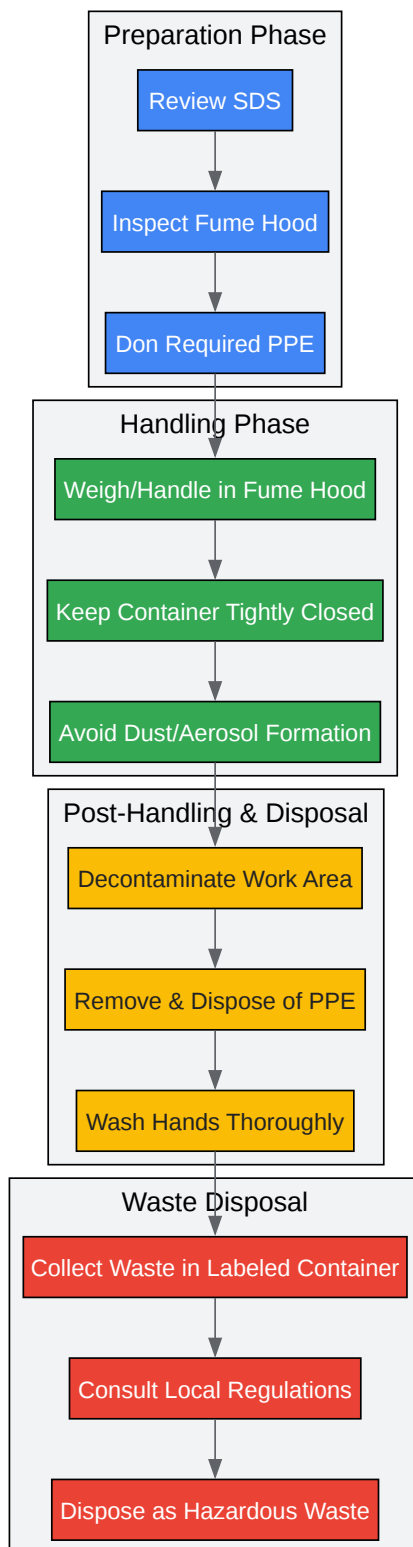 Preparation Phase
Review SDS
Inspect Fume Hood
Don Required PPE
Handling Phase
Weigh/Handle in Fume Hood
Keep Container Tightly Closed
Avoid Dust/Aerosol Formation
Post-Handling & Disposal
Decontaminate Work Area
Remove & Dispose of PPE
Wash Hands Thoroughly
Waste Disposal
Collect Waste in Labeled Container
Consult Local Regulations
Dispose as Hazardous Waste